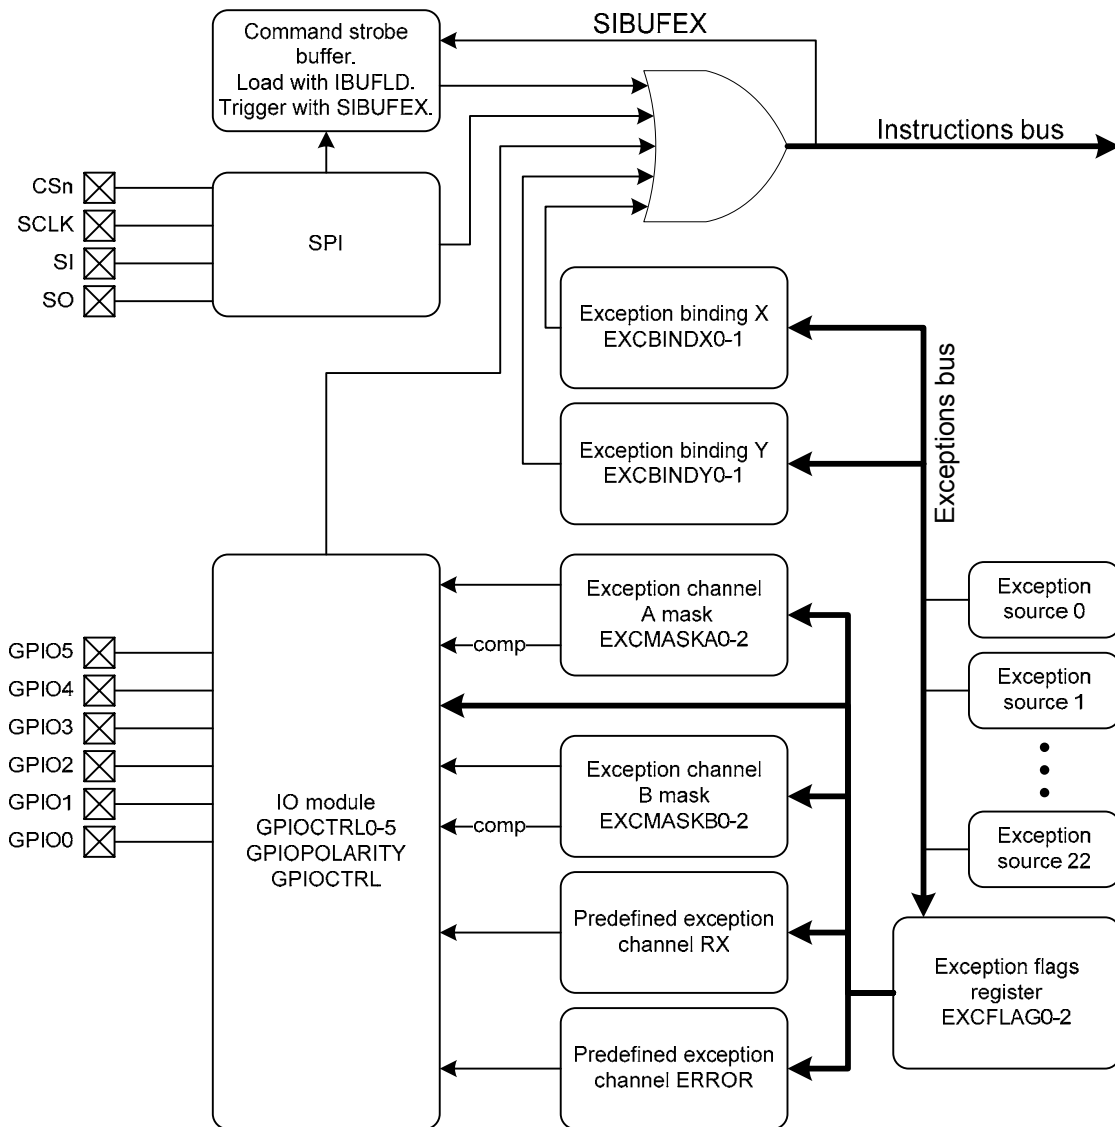 SIBUFEX
Command strobe
buffer.
Load with IBUFLD.
Trigger with SIBUFEX.
Instructions bus
CSn
SCLK
SI
SO
SPI
Exception binding X
EXCBINDX0-1
Exception binding Y
EXCBINDY0-1
Exceptions bus
Exception channel
A mask
EXCMASKA0-2
comp
Exception
source 0
Exception
source 1
Exception
source 22
GPIO5
GPIO4
GPIO3
GPIO2
GPIO1
GPIO0
IO module
GPIOCTRL0-5
GPIOPOLARITY
GPIOCTRL
Exception channel
B mask
EXCMASKB0-2
comp
Predefined exception
channel RX
Predefined exception
channel ERROR
Exception flags
register
EXCFLAG0-2